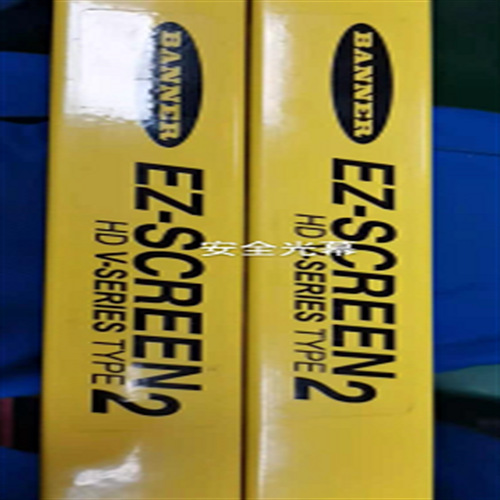 BANNER
EZ-SCREEN
HD V-SERIES TYPE 2
BANNER
EZ-SCREEN
HD V-SERIES TYPE 2
安全光幕